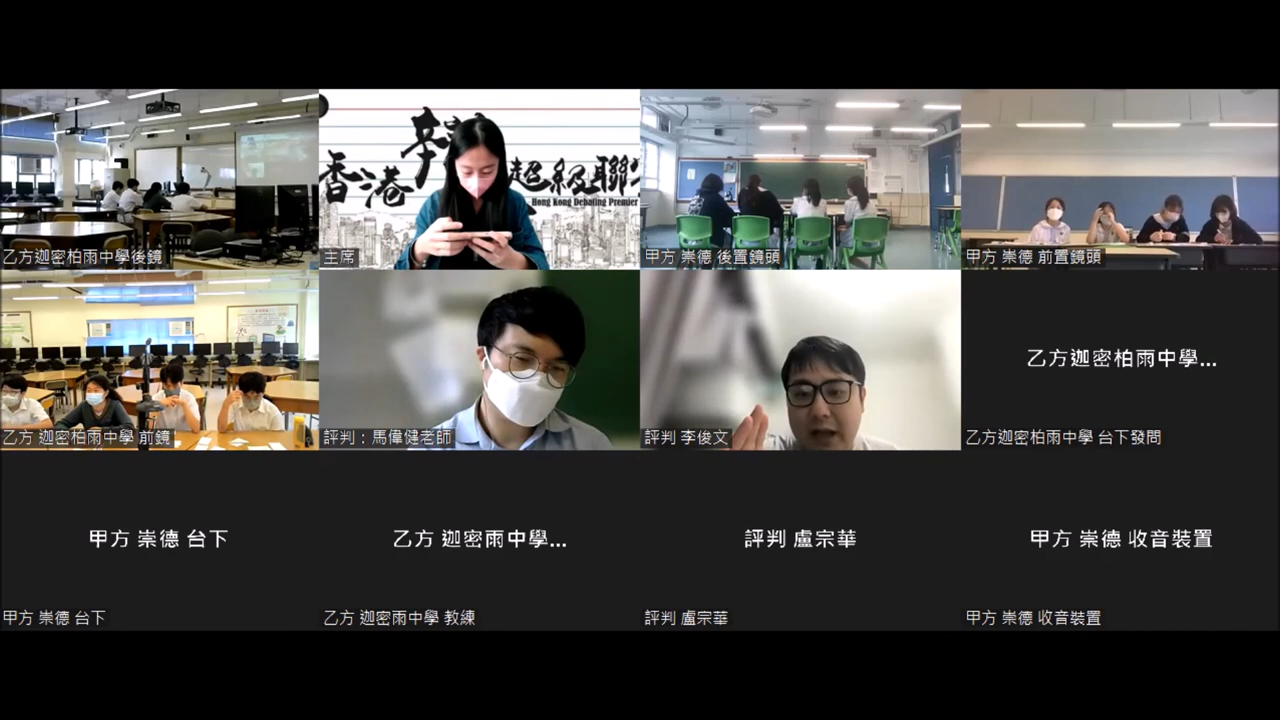 香港辯
超級聯
Hong Kong Debating Premier
乙方迦密柏雨中學後鏡
主席
甲方 崇德 後置鏡頭
甲方 崇德 前置鏡頭
乙方迦密柏雨中學...
乙方 迦密柏雨中學 前鏡
評判：馬偉健老師
評判 李俊文
乙方迦密柏雨中學 台下發問
甲方 崇德 台下
乙方 迦密雨中學...
評判 盧宗華
甲方 崇德 收音裝置
甲方 崇德 台下
乙方 迦密雨中學 教練
評判 盧宗華
甲方 崇德 收音裝置